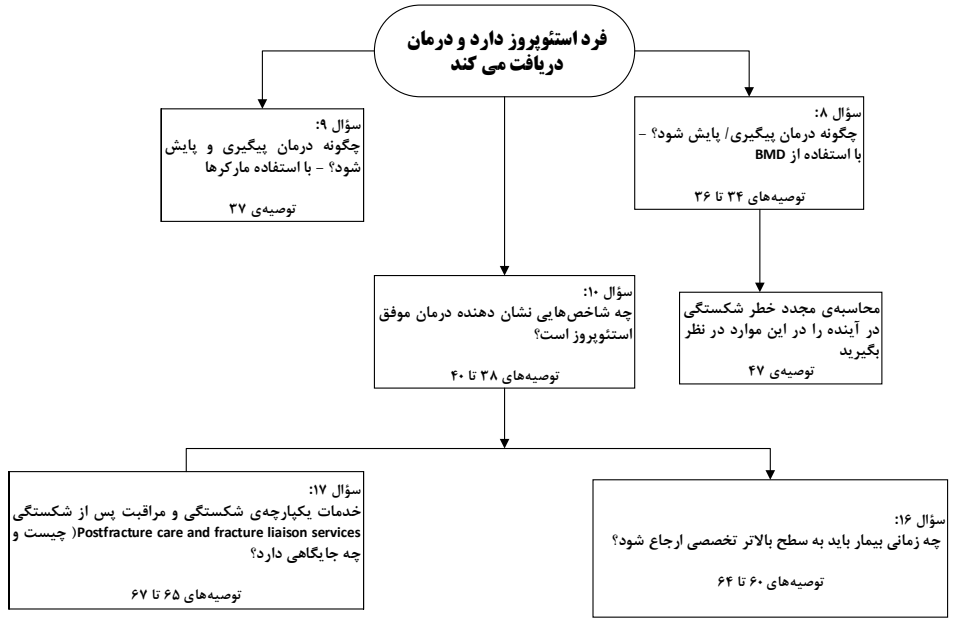 فرد استئوپروز دارد و درمان
دریافت می کند
سؤال ۸:
چگونه درمان پیگیری/ پایش شود؟ –
با استفاده از BMD
توصیه‌های ۳۴ تا ۳۶
سؤال ۹:
چگونه درمان پیگیری و پایش
شود؟ – با استفاده مارکرها
توصیه‌ی ۳۷
سؤال ۱۰:
چه شاخص‌هایی نشان دهنده درمان موفق
استئوپروز است؟
توصیه‌های ۳۸ تا ۴۰
محاسبه‌ی مجدد خطر شکستگی
در آینده را در این موارد در نظر
بگیرید
توصیه‌ی ۴۷
سؤال ۱۶:
چه زمانی بیمار باید به سطح بالاتر تخصصی ارجاع شود؟
توصیه‌های ۶۰ تا ۶۴
سؤال ۱۷:
خدمات یکپارچه‌ی شکستگی و مراقبت پس از شکستگی
Postfracture care and fracture liaison services) چیست و
چه جایگاهی دارد؟
توصیه‌های ۶۵ تا ۶۷